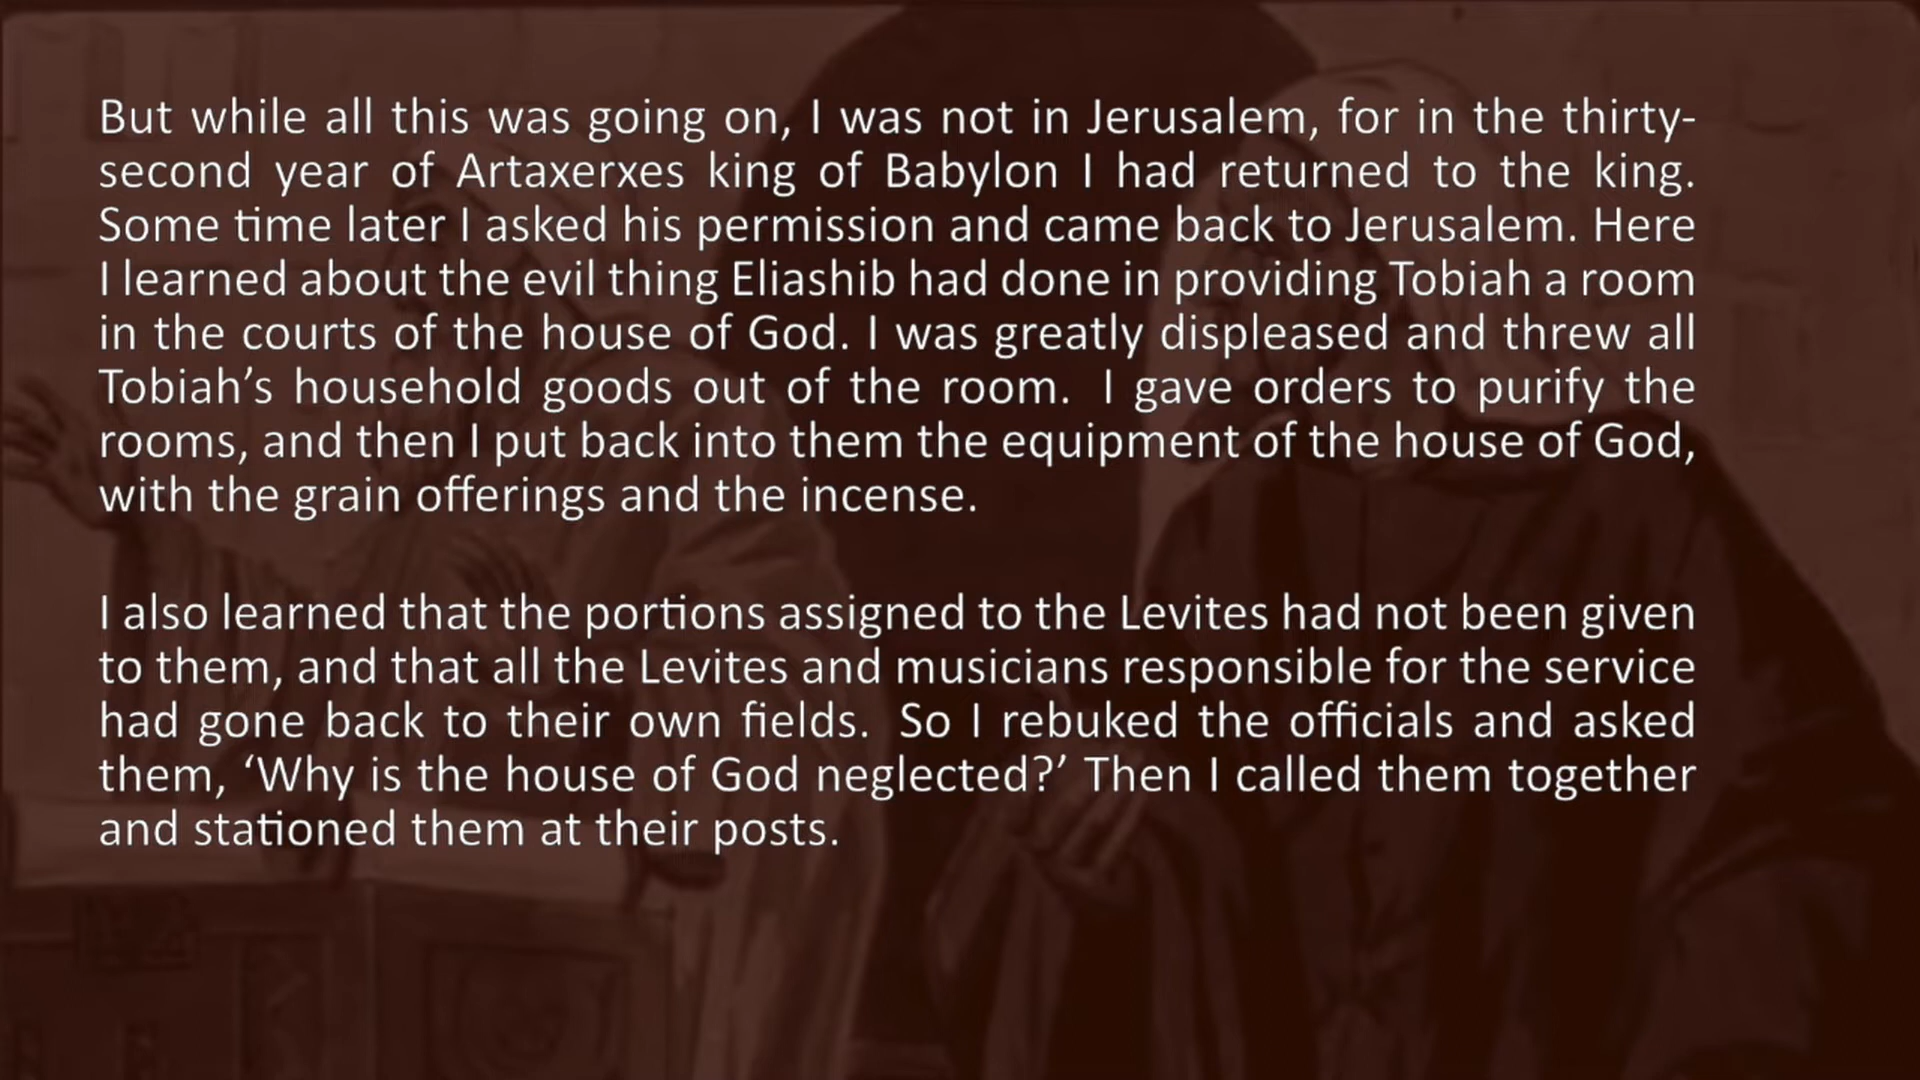 But while all this was going on, I was not in Jerusalem, for in the thirty-
second year of Artaxerxes king of Babylon I had returned to the king.
Some time later I asked his permission and came back to Jerusalem. Here
I learned about the evil thing Eliashib had done in providing Tobiah a room
in the courts of the house of God. I was greatly displeased and threw all
Tobiah’s household goods out of the room. I gave orders to purify the
rooms, and then I put back into them the equipment of the house of God,
with the grain offerings and the incense.

I also learned that the portions assigned to the Levites had not been given
to them, and that all the Levites and musicians responsible for the service
had gone back to their own fields. So I rebuked the officials and asked
them, ‘Why is the house of God neglected?’ Then I called them together
and stationed them at their posts.